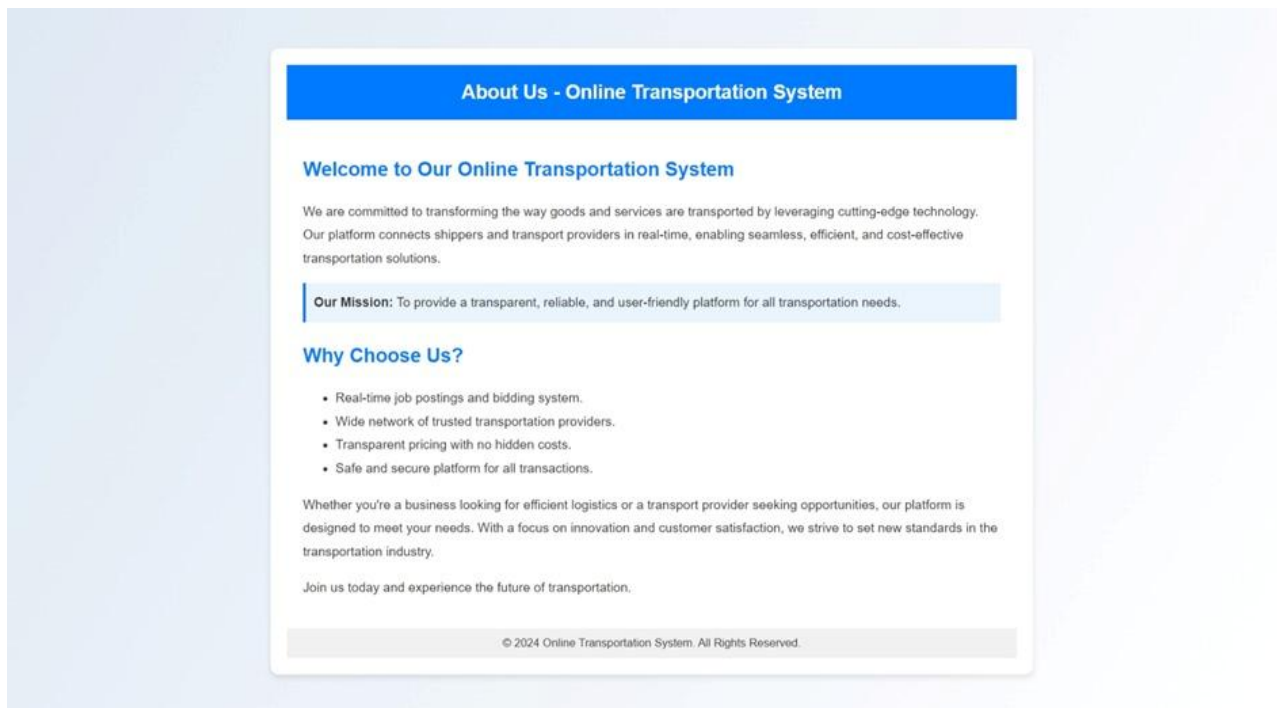 About Us - Online Transportation System
Welcome to Our Online Transportation System
We are committed to transforming the way goods and services are transported by leveraging cutting-edge technology.
Our platform connects shippers and transport providers in real-time, enabling seamless, efficient, and cost-effective
transportation solutions.
Our Mission: To provide a transparent, reliable, and user-friendly platform for all transportation needs.
Why Choose Us?
• Real-time job postings and bidding system.
• Wide network of trusted transportation providers.
• Transparent pricing with no hidden costs.
• Safe and secure platform for all transactions.
Whether you're a business looking for efficient logistics or a transport provider seeking opportunities, our platform is
designed to meet your needs. With a focus on innovation and customer satisfaction, we strive to set new standards in the
transportation industry.
Join us today and experience the future of transportation.
© 2024 Online Transportation System. All Rights Reserved.